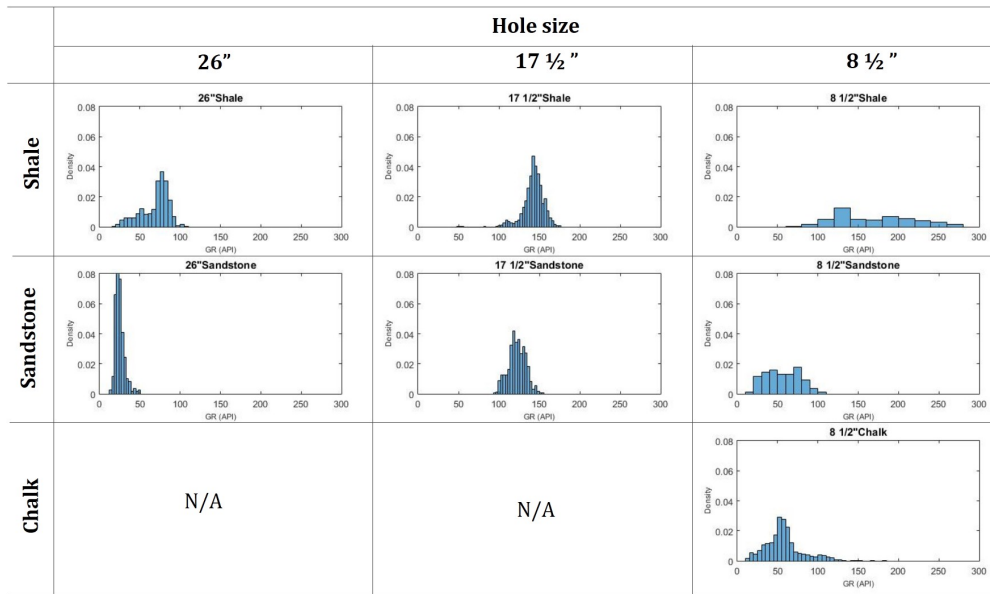 Hole size
26”
17 ½ ”
8 ½ ”
Shale
26"Shale
0.08
0.06
0.04
0.02
0
Density
0 50 100 150 200 250 300
GR (API)
17 1/2"Shale
0.08
0.06
0.04
0.02
0
Density
0 50 100 150 200 250 300
GR (API)
8 1/2"Shale
0.08
0.06
0.04
0.02
0
Density
0 50 100 150 200 250 300
GR (API)
Sandstone
26"Sandstone
0.08
0.06
0.04
0.02
0
Density
0 50 100 150 200 250 300
GR (API)
17 1/2"Sandstone
0.08
0.06
0.04
0.02
0
Density
0 50 100 150 200 250 300
GR (API)
8 1/2"Sandstone
0.08
0.06
0.04
0.02
0
Density
0 50 100 150 200 250 300
GR (API)
Chalk
N/A
N/A
8 1/2"Chalk
0.08
0.06
0.04
0.02
0
Density
0 50 100 150 200 250 300
GR (API)